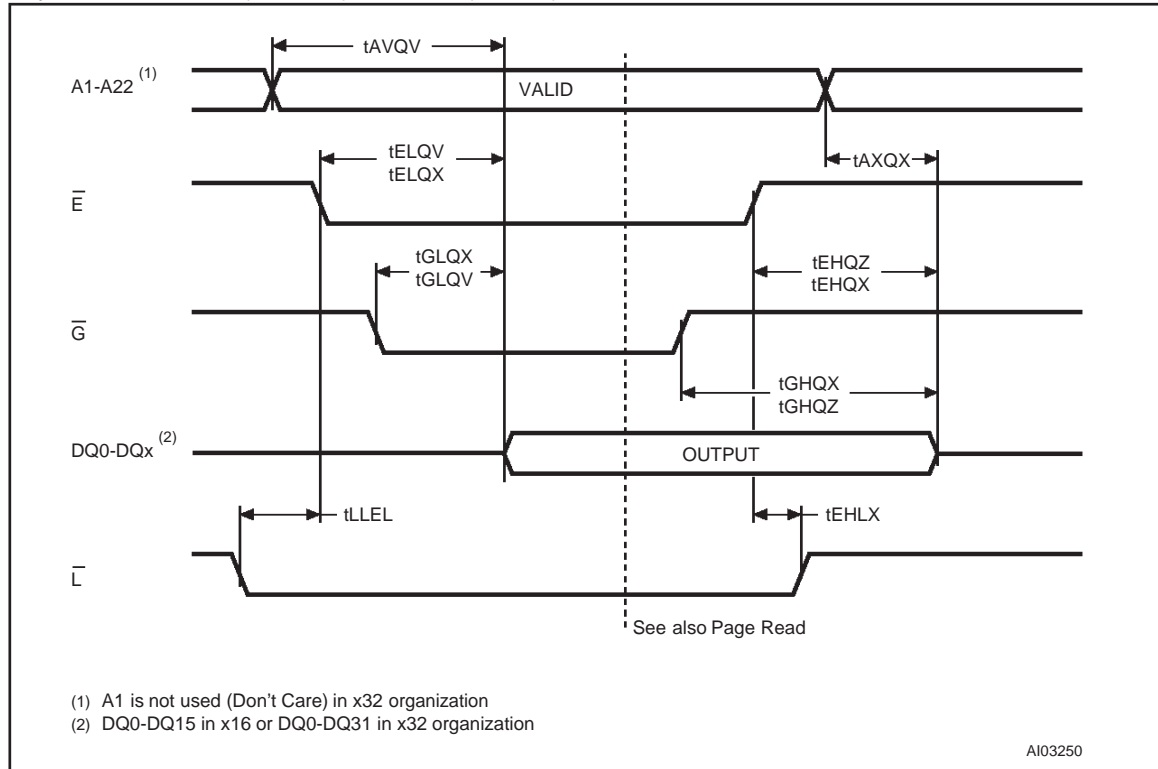 tAVQV
A1-A22 (1)
VALID
tELQV
tELQX
tAXQX
E̅
tGLQX
tGLQV
tEHQZ
tEHQX
G̅
tGHQX
tGHQZ
DQ0-DQx (2)
OUTPUT
tLLEL
tEHLX
L̅
See also Page Read
(1) A1 is not used (Don't Care) in x32 organization
(2) DQ0-DQ15 in x16 or DQ0-DQ31 in x32 organization
AI03250